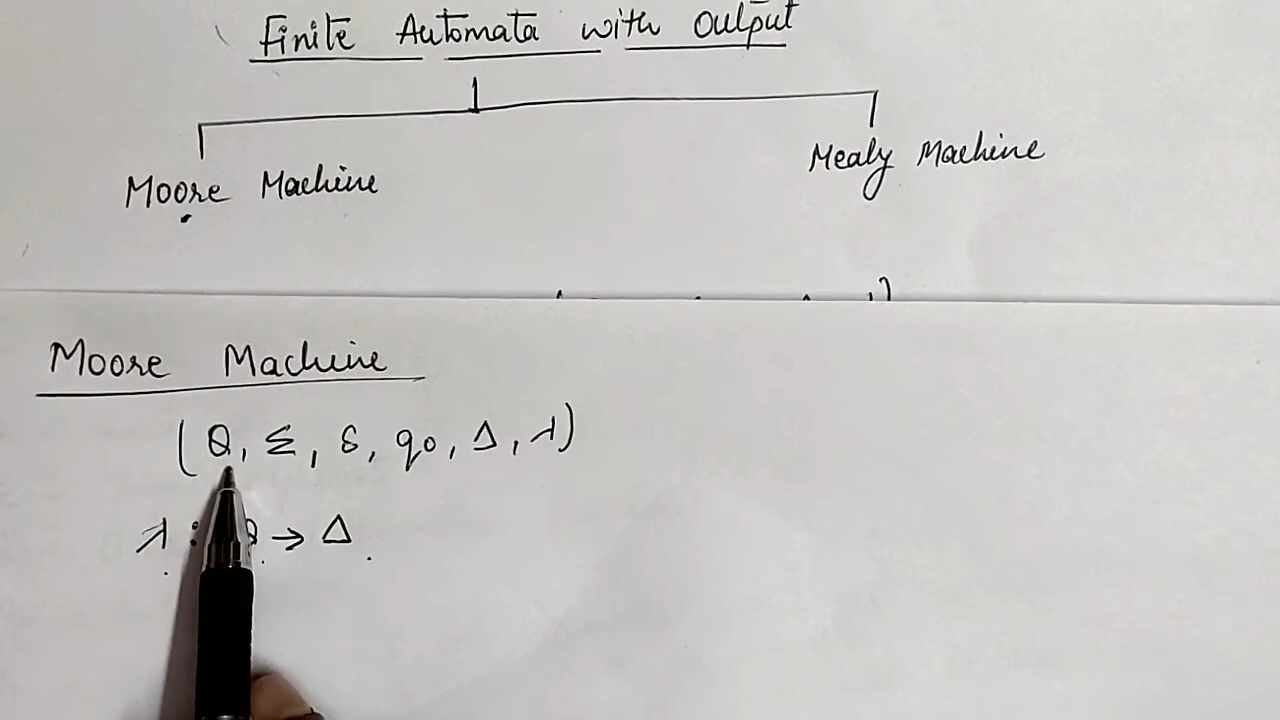 Finite Automata with Output
Moore Machine
Mealy Machine
Moore Machine
(Q, Σ, δ, q0, Δ, λ)
λ : Q → Δ